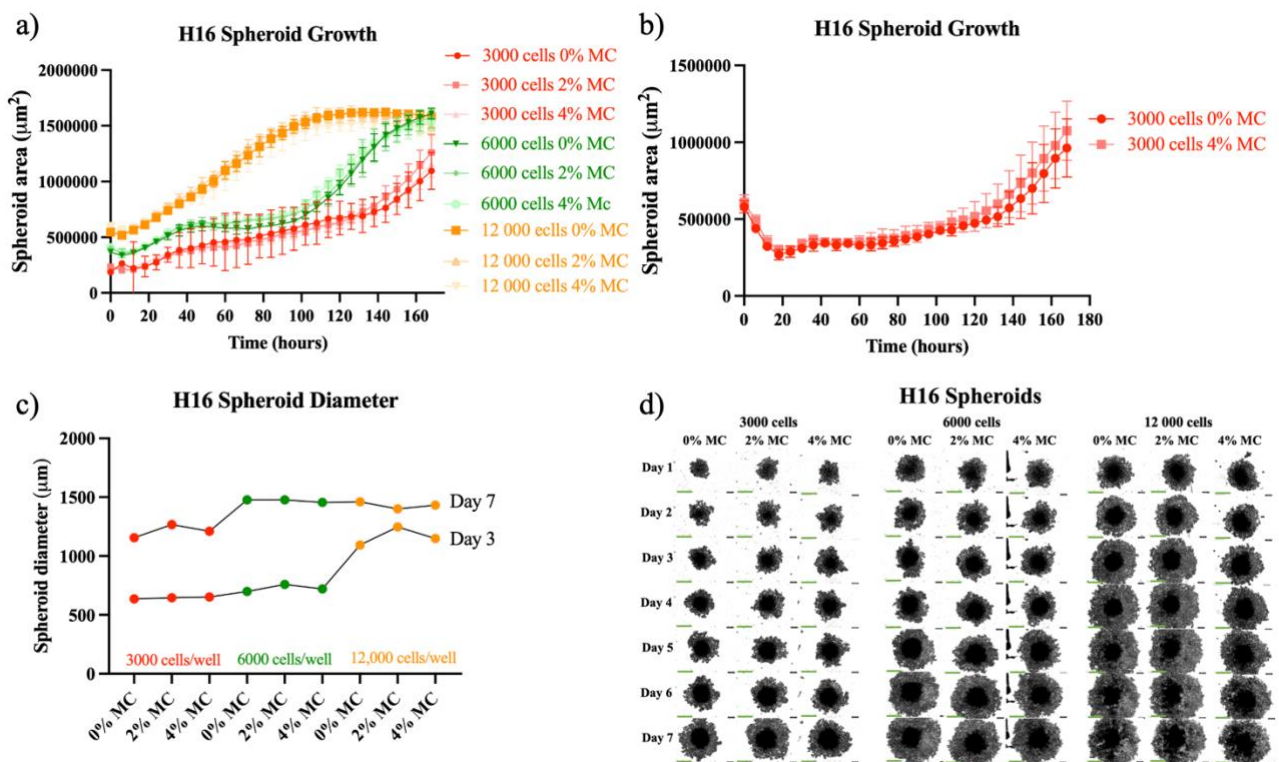 a)
H16 Spheroid Growth
Spheroid area (μm²)
2000000
1500000
1000000
500000
0
0 20 40 60 80 100 120 140 160
Time (hours)
3000 cells 0% MC
3000 cells 2% MC
3000 cells 4% MC
6000 cells 0% MC
6000 cells 2% MC
6000 cells 4% Mc
12 000 eclls 0% MC
12 000 cells 2% MC
12 000 cells 4% MC
b)
H16 Spheroid Growth
Spheroid area (μm²)
1500000
1000000
500000
0
0 20 40 60 80 100 120 140 160 180
Time (hours)
3000 cells 0% MC
3000 cells 4% MC
c)
H16 Spheroid Diameter
Spheroid diameter (μm)
2000
1500
1000
500
0
Day 7
Day 3
3000 cells/well 6000 cells/well 12,000 cells/well
0% MC 2% MC 4% MC 0% MC 2% MC 4% MC 0% MC 2% MC 4% MC
d)
H16 Spheroids
3000 cells 6000 cells 12 000 cells
0% MC 2% MC 4% MC 0% MC 2% MC 4% MC 0% MC 2% MC 4% MC
Day 1
Day 2
Day 3
Day 4
Day 5
Day 6
Day 7